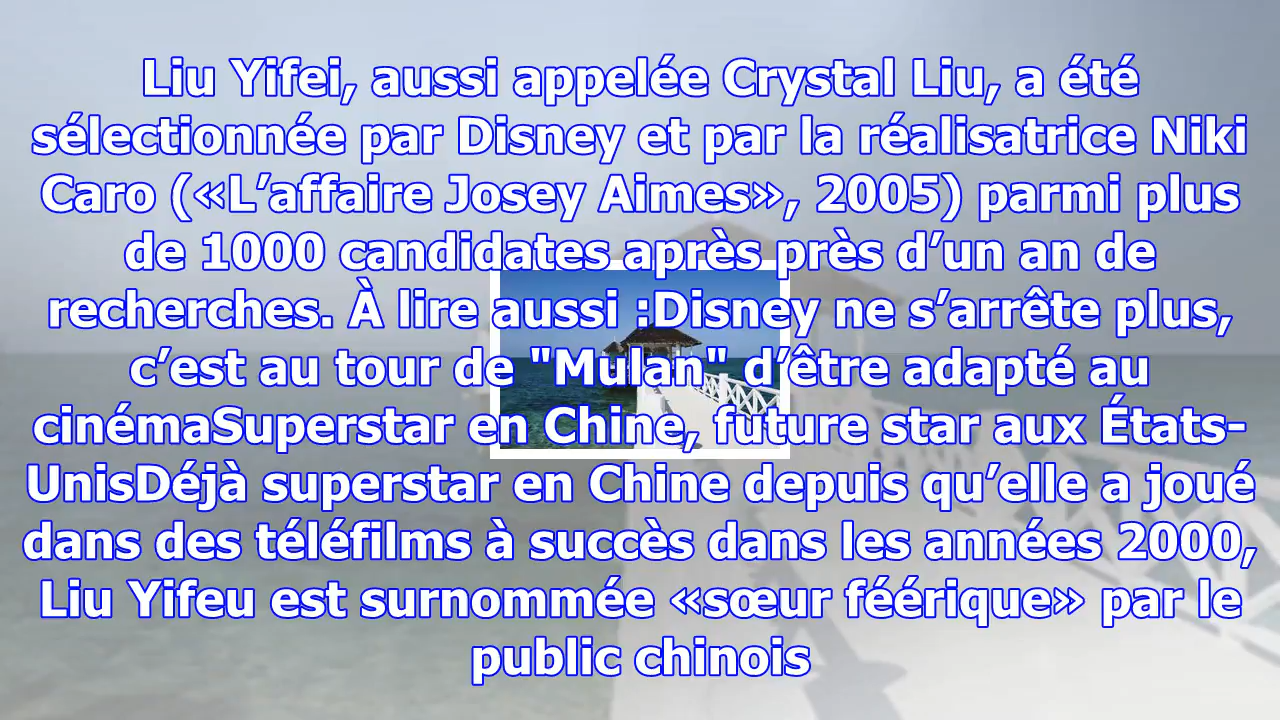 Liu Yifei, aussi appelée Crystal Liu, a été
sélectionnée par Disney et par la réalisatrice Niki
Caro («L’affaire Josey Aimes», 2005) parmi plus
de 1000 candidates après près d’un an de
recherches. À lire aussi :Disney ne s’arrête plus,
c’est au tour de "Mulan" d’être adapté au
cinémaSuperstar en Chine, future star aux États-
UnisDéjà superstar en Chine depuis qu’elle a joué
dans des téléfilms à succès dans les années 2000,
Liu Yifeu est surnommée «sœur féérique» par le
public chinois